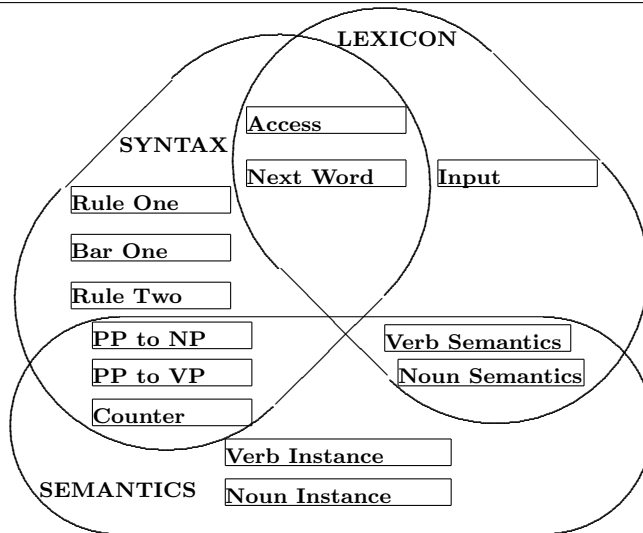 LEXICON
Access
SYNTAX
Next Word
Input
Rule One
Bar One
Rule Two
PP to NP
Verb Semantics
PP to VP
Noun Semantics
Counter
Verb Instance
SEMANTICS
Noun Instance